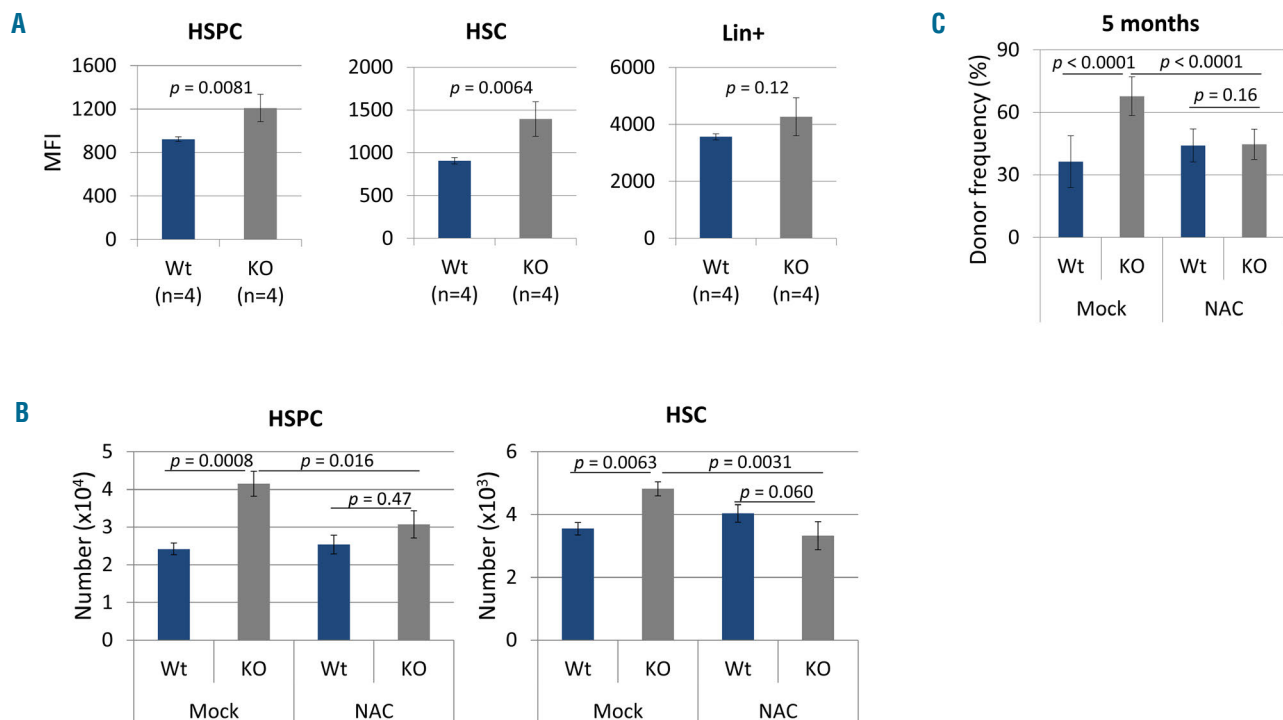 A
HSPC
MFI
1600
1200
800
400
0
p = 0.0081
Wt
(n=4)
KO
(n=4)
HSC
2000
1500
1000
500
0
p = 0.0064
Wt
(n=4)
KO
(n=4)
Lin+
6000
4000
2000
0
p = 0.12
Wt
(n=4)
KO
(n=4)
C
5 months
Donor frequency (%)
90
60
30
0
p < 0.0001
p < 0.0001
p = 0.16
Wt
KO
Wt
KO
Mock
NAC
B
HSPC
Number (x10⁴)
5
4
3
2
1
0
p = 0.0008
p = 0.016
p = 0.47
Wt
KO
Wt
KO
Mock
NAC
HSC
Number (x10³)
6
4
2
0
p = 0.0063
p = 0.0031
p = 0.060
Wt
KO
Wt
KO
Mock
NAC